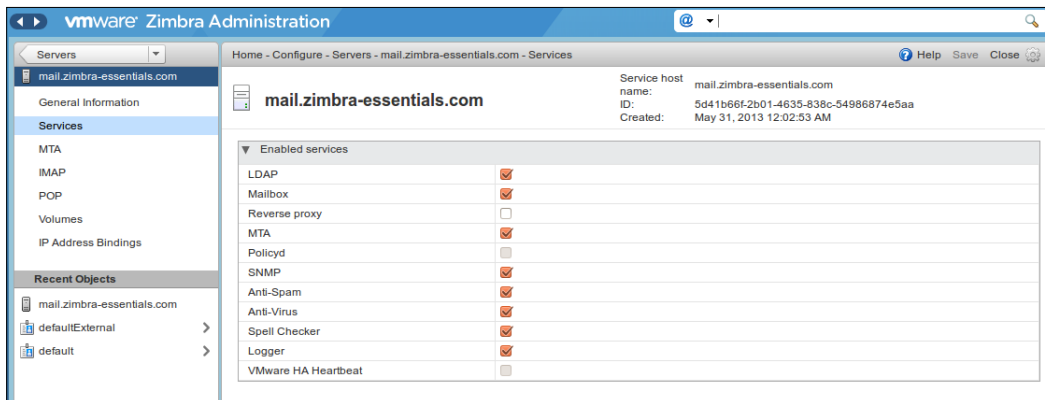 vmware Zimbra Administration
@
Servers
mail.zimbra-essentials.com
General Information
Services
MTA
IMAP
POP
Volumes
IP Address Bindings
Recent Objects
mail.zimbra-essentials.com
defaultExternal
default
Home - Configure - Servers - mail.zimbra-essentials.com - Services
? Help Save Close
mail.zimbra-essentials.com
Service host name: mail.zimbra-essentials.com
ID: 5d41b66f-2b01-4635-838c-54986874e5aa
Created: May 31, 2013 12:02:53 AM
Enabled services
LDAP
Mailbox
Reverse proxy
MTA
Policyd
SNMP
Anti-Spam
Anti-Virus
Spell Checker
Logger
VMware HA Heartbeat